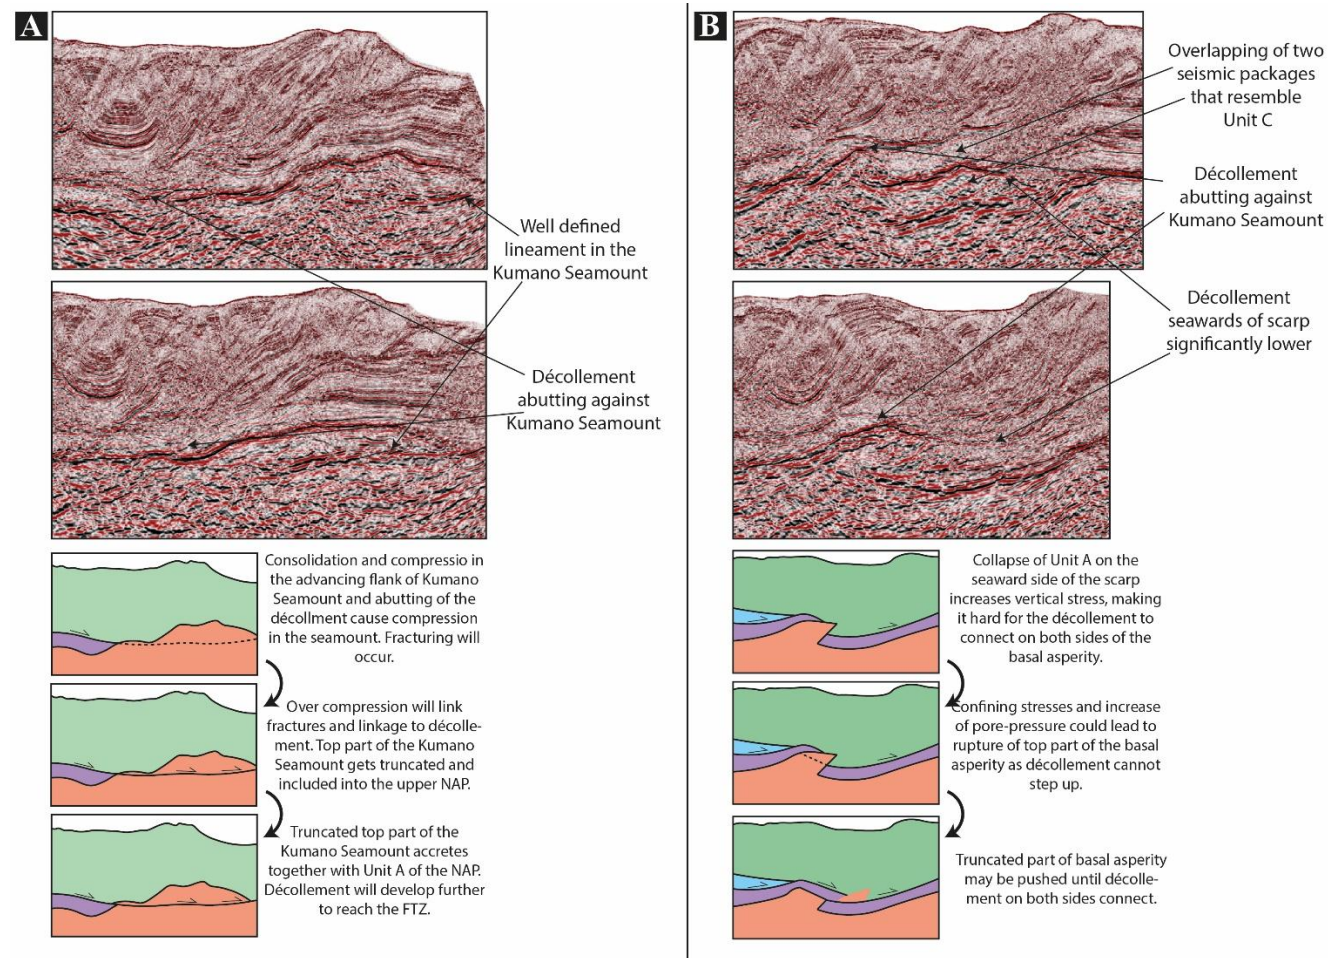 A
Well defined
lineament in the
Kumano Seamount
Décollement
abutting against
Kumano Seamount
Consolidation and compressio in
the advancing flank of Kumano
Seamount and abutting of the
décollment cause compression
in the seamount. Fracturing will
occur.
Over compression will link
fractures and linkage to décolle-
ment. Top part of the Kumano
Seamount gets truncated and
included into the upper NAP.
Truncated top part of the
Kumano Seamount accretes
together with Unit A of the NAP.
Décollement will develop further
to reach the FTZ.
B
Overlapping of two
seismic packages
that resemble
Unit C
Décollement
abutting against
Kumano Seamount
Décollement
seawards of scarp
significantly lower
Collapse of Unit A on the
seaward side of the scarp
increases vertical stress, making
it hard for the décollement to
connect on both sides of the
basal asperity.
Confining stresses and increase
of pore-pressure could lead to
rupture of top part of the basal
asperity as décollement cannot
step up.
Truncated part of basal asperity
may be pushed until décolle-
ment on both sides connect.